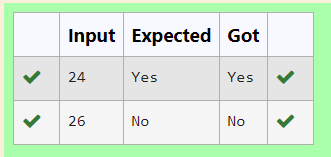 Input Expected Got
24 Yes Yes
26 No No